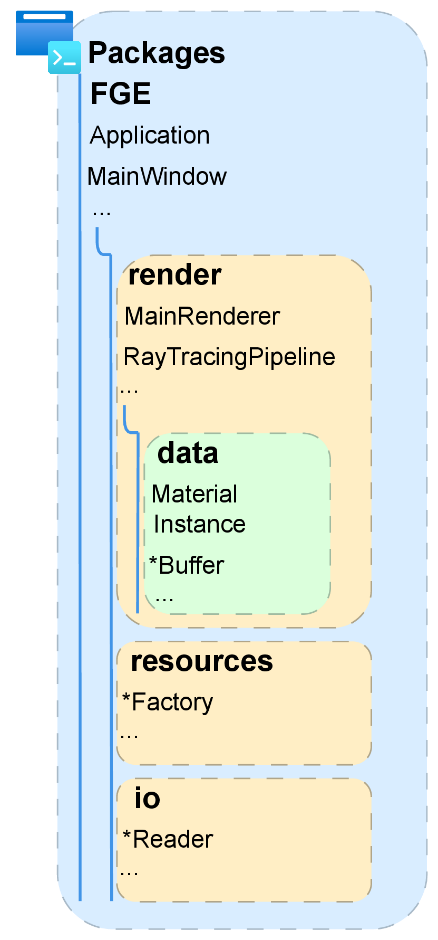 Packages
FGE
Application
MainWindow
...
render
MainRenderer
RayTracingPipeline
...
data
Material
Instance
*Buffer
...
resources
*Factory
...
io
*Reader
...